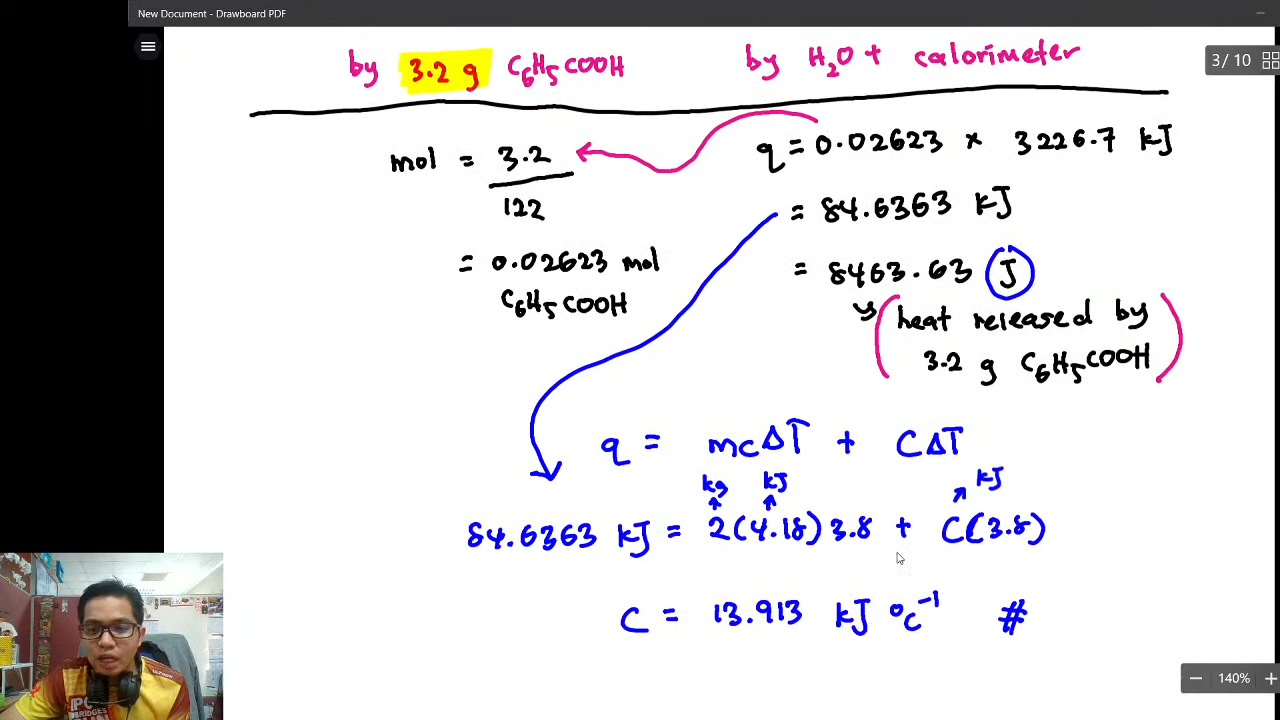 New Document - Drawboard PDF
3 / 10
by 3.2 g C₆H₅COOH
by H₂O + calorimeter
mol = 3.2
122
= 0.02623 mol
C₆H₅COOH
q = 0.02623 × 3226.7 kJ
= 84.6363 kJ
= 8463.63 J
(heat released by
3.2 g C₆H₅COOH)
q = mcΔT + CΔT
kg kJ kJ
84.6363 kJ = 2(4.18)3.8 + C(3.8)
C = 13.913 kJ °C⁻¹ #
140%